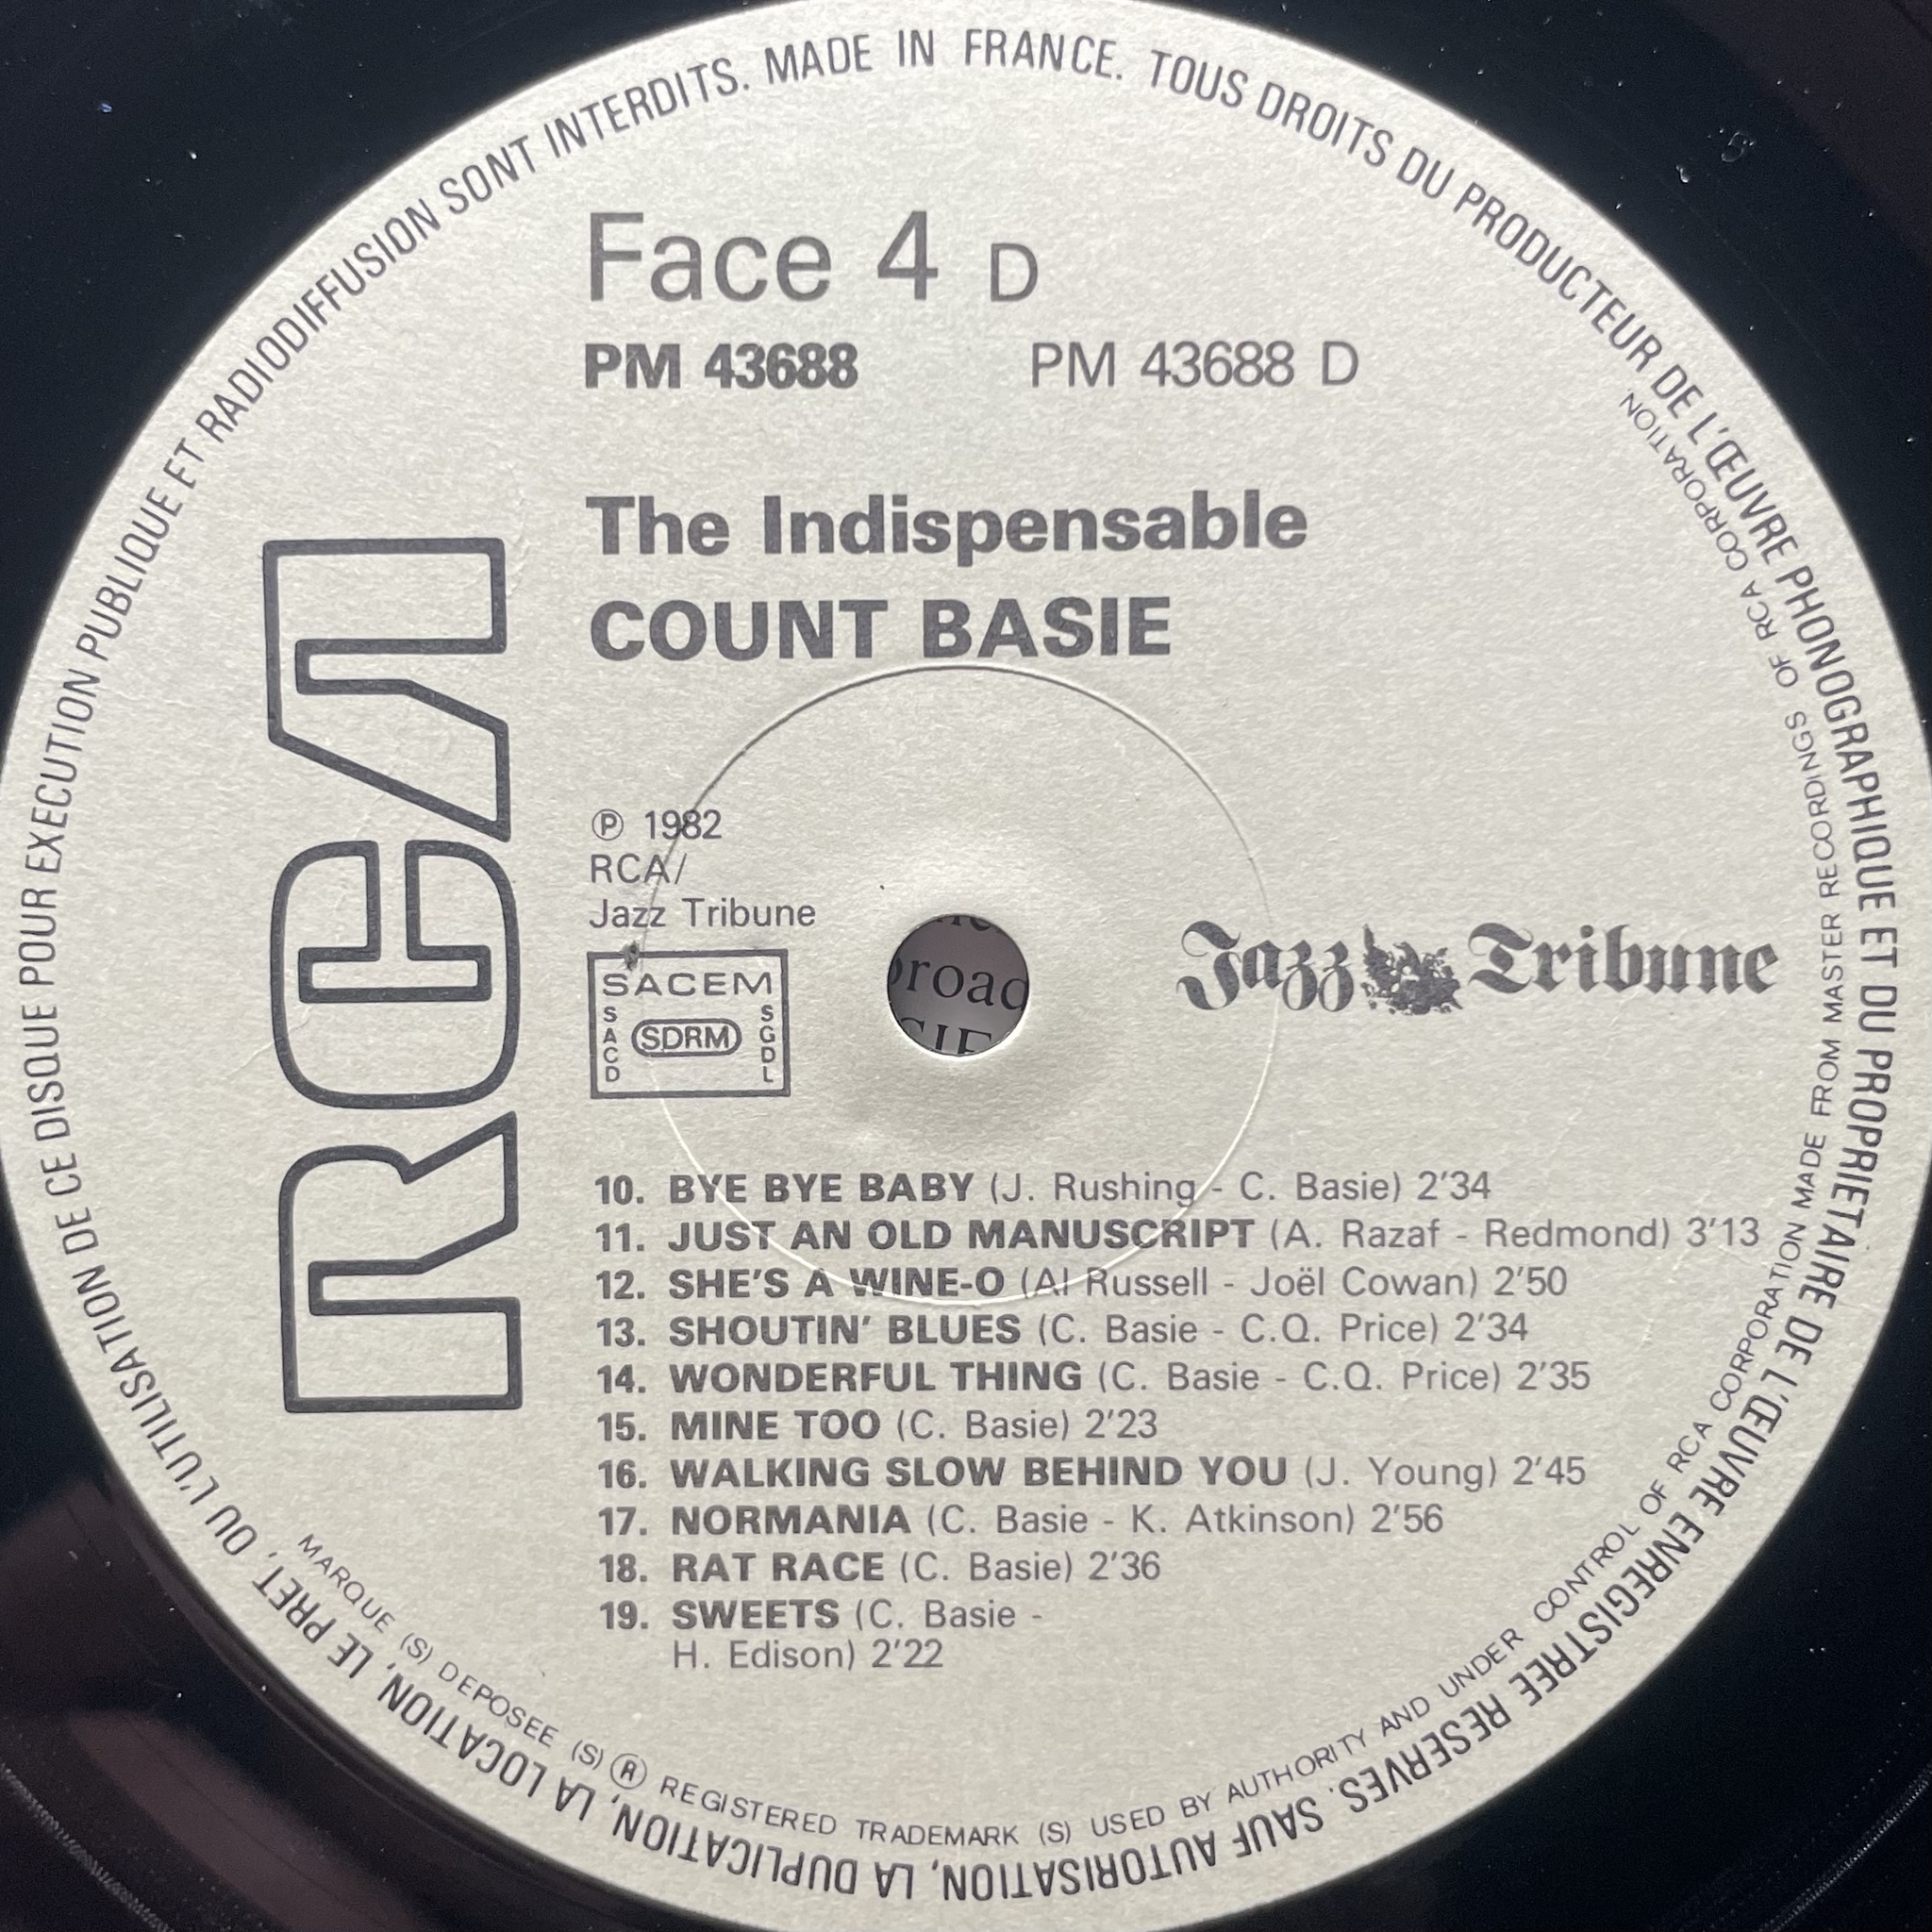 TOUS DROITS DU PRODUCTEUR DE L'ŒUVRE PHONOGRAPHIQUE ET DU PROPRIETAIRE DE L'ŒUVRE ENREGISTREE RESERVES. SAUF AUTORISATION, LA DUPLICATION, LA LOCATION, LE PRET, OU L'UTILISATION DE CE DISQUE POUR EXECUTION PUBLIQUE ET RADIODIFFUSION SONT INTERDITS. MADE IN FRANCE.
Face 4 D
PM 43688 PM 43688 D
The Indispensable
COUNT BASIE
RCA
℗ 1982
RCA/
Jazz Tribune
SACEM
SACD SDRM SGDL
Jazz Tribune
broad
SIE
10. BYE BYE BABY (J. Rushing - C. Basie) 2'34
11. JUST AN OLD MANUSCRIPT (A. Razaf - Redmond) 3'13
12. SHE'S A WINE-O (Al Russell - Joël Cowan) 2'50
13. SHOUTIN' BLUES (C. Basie - C.Q. Price) 2'34
14. WONDERFUL THING (C. Basie - C.Q. Price) 2'35
15. MINE TOO (C. Basie) 2'23
16. WALKING SLOW BEHIND YOU (J. Young) 2'45
17. NORMANIA (C. Basie - K. Atkinson) 2'56
18. RAT RACE (C. Basie) 2'36
19. SWEETS (C. Basie -
H. Edison) 2'22
MARQUE (S) DEPOSEE (S) ® REGISTERED TRADEMARK (S) USED BY AUTHORITY AND UNDER CONTROL OF RCA CORPORATION MADE FROM MASTER RECORDINGS OF RCA CORPORATION.